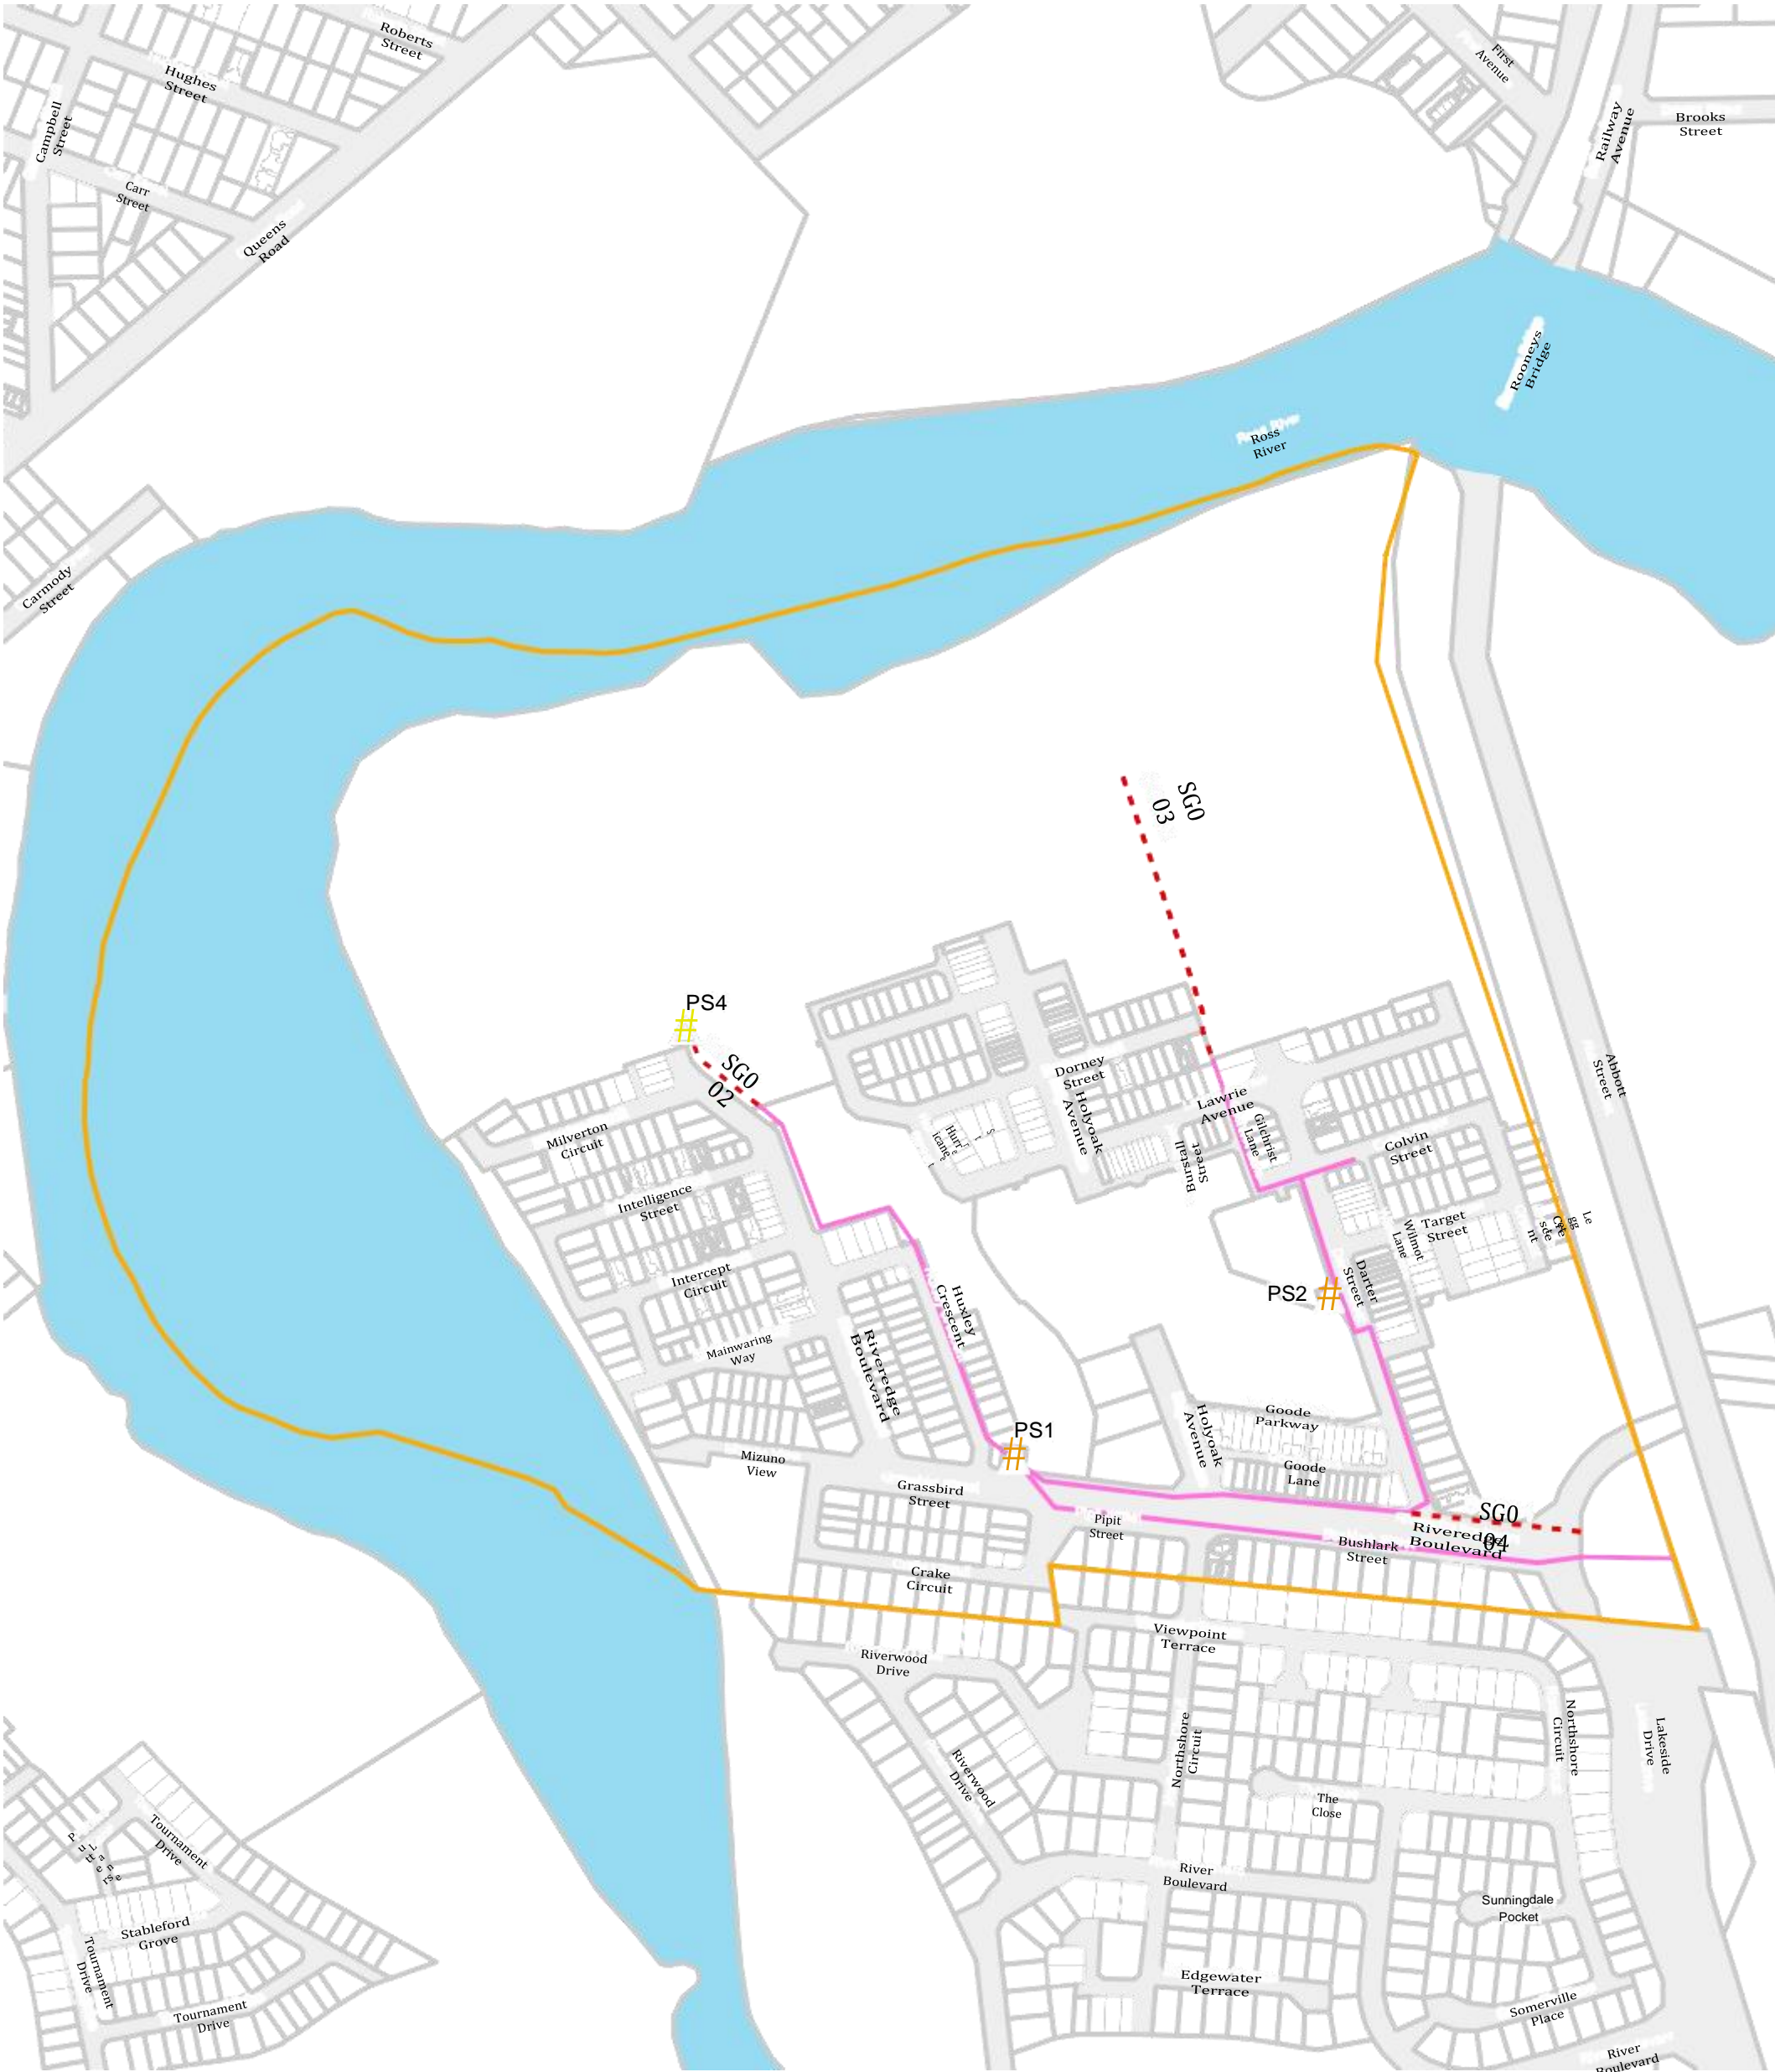 Roberts
Street
Hughes
Street
Campbell
Street
Carr
Street
Queens
Road
First
Avenue
Railway
Avenue
Brooks
Street
Rooneys
Bridge
Ross
River
Carmody
Street
SG0
03
PS4
SG0
02
Dorney
Street
Holyoak
Avenue
Lawrie
Avenue
Gilchrist
Lane
Burstall
Street
Colvin
Street
Abbott
Street
Milverton
Circuit
Hurr
icane
Intelligence
Street
Target
Street
Wilmot
Lane
Le
gg
Intercept
Circuit
PS2
Darter
Street
Huxley
Crescent
Mainwaring
Way
Riveredge
Boulevard
PS1
Holyoak
Avenue
Goode
Parkway
Goode
Lane
Mizuno
View
Grassbird
Street
Pipit
Street
SG0
04
Riveredge
Boulevard
Bushlark
Street
Crake
Circuit
Viewpoint
Terrace
Riverwood
Drive
Northshore
Circuit
Northshore
Circuit
Lakeside
Drive
Riverwood
Drive
The
Close
Tournament
Drive
River
Boulevard
Sunningdale
Pocket
Stableford
Grove
Tournament
Drive
Edgewater
Terrace
Tournament
Drive
Somerville
Place
River
Boulevard